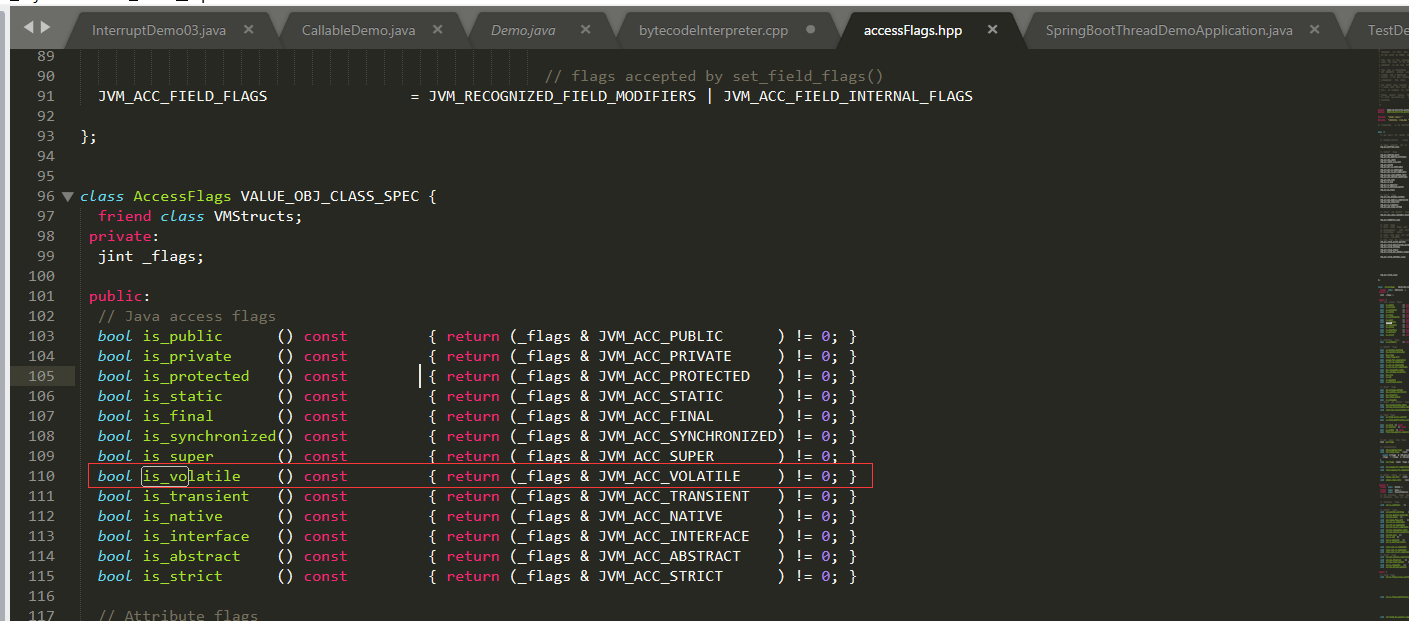 InterruptDemo03.java CallableDemo.java Demo.java bytecodeInterpreter.cpp accessFlags.hpp SpringBootThreadDemoApplication.java TestDe
89
90 // flags accepted by set_field_flags()
91 JVM_ACC_FIELD_FLAGS = JVM_RECOGNIZED_FIELD_MODIFIERS | JVM_ACC_FIELD_INTERNAL_FLAGS
92
93 };
94
95
96 class AccessFlags VALUE_OBJ_CLASS_SPEC {
97 friend class VMStructs;
98 private:
99 jint _flags;
100
101 public:
102 // Java access flags
103 bool is_public () const { return (_flags & JVM_ACC_PUBLIC ) != 0; }
104 bool is_private () const { return (_flags & JVM_ACC_PRIVATE ) != 0; }
105 bool is_protected () const { return (_flags & JVM_ACC_PROTECTED ) != 0; }
106 bool is_static () const { return (_flags & JVM_ACC_STATIC ) != 0; }
107 bool is_final () const { return (_flags & JVM_ACC_FINAL ) != 0; }
108 bool is_synchronized() const { return (_flags & JVM_ACC_SYNCHRONIZED) != 0; }
109 bool is_super () const { return (_flags & JVM_ACC_SUPER ) != 0; }
110 bool is_volatile () const { return (_flags & JVM_ACC_VOLATILE ) != 0; }
111 bool is_transient () const { return (_flags & JVM_ACC_TRANSIENT ) != 0; }
112 bool is_native () const { return (_flags & JVM_ACC_NATIVE ) != 0; }
113 bool is_interface () const { return (_flags & JVM_ACC_INTERFACE ) != 0; }
114 bool is_abstract () const { return (_flags & JVM_ACC_ABSTRACT ) != 0; }
115 bool is_strict () const { return (_flags & JVM_ACC_STRICT ) != 0; }
116
117 // Attribute flags